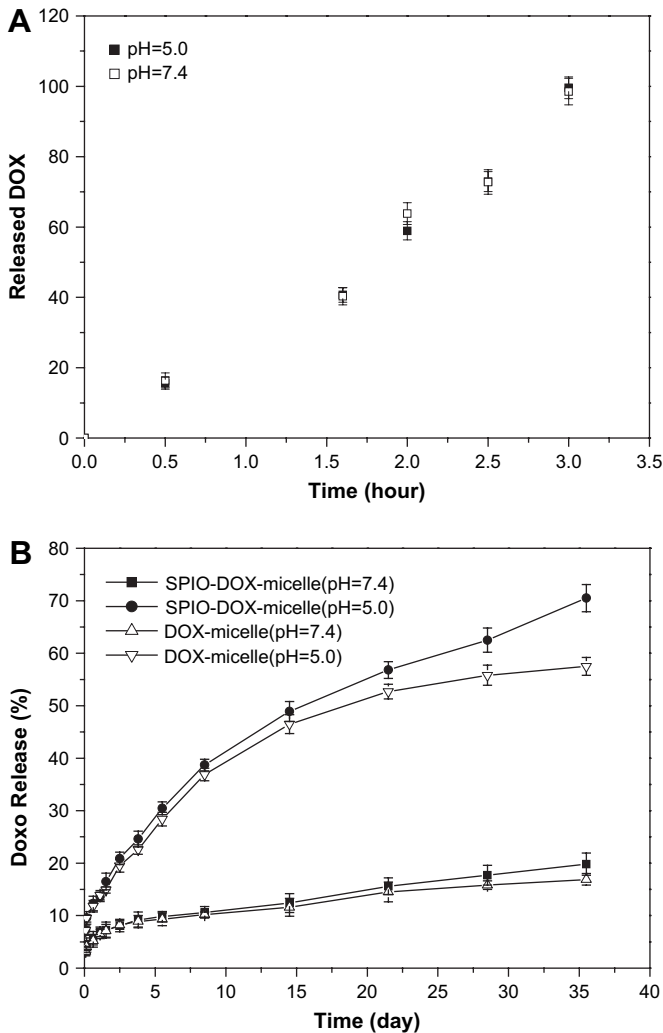 A
120
100
80
60
40
20
0
Released DOX
pH=5.0
pH=7.4
0.0 0.5 1.0 1.5 2.0 2.5 3.0 3.5
Time (hour)
B
80
70
60
50
40
30
20
10
0
Doxo Release (%)
SPIO-DOX-micelle(pH=7.4)
SPIO-DOX-micelle(pH=5.0)
DOX-micelle(pH=7.4)
DOX-micelle(pH=5.0)
0 5 10 15 20 25 30 35 40
Time (day)